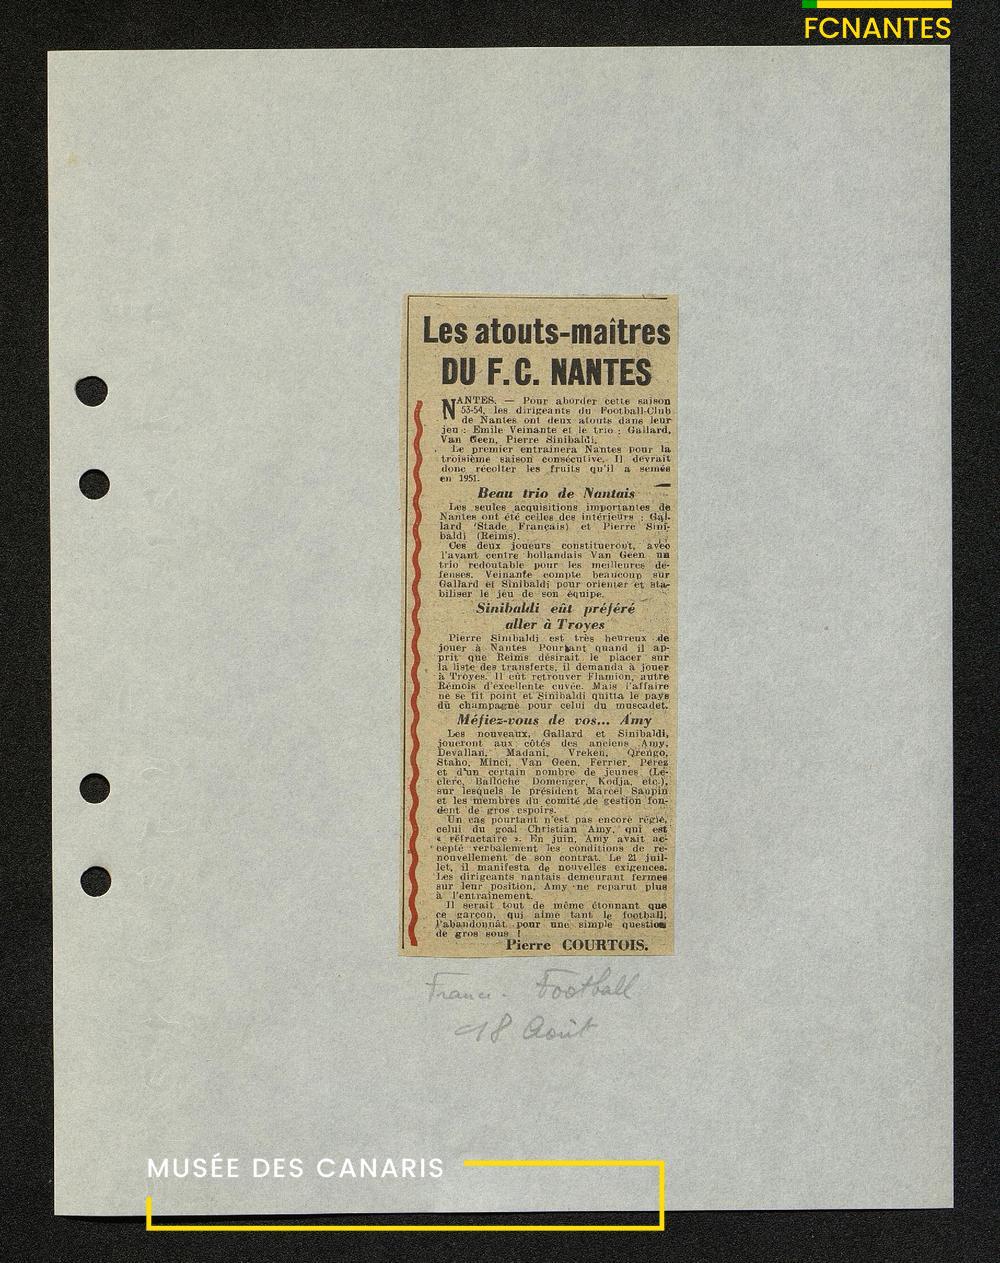 FCNANTES
Les atouts-maîtres
DU F.C. NANTES
NANTES. — Pour aborder cette saison
53-54, les dirigeants du Football-Club
de Nantes ont deux atouts dans leur
jeu : Emile Veinante et le trio : Gallard,
Van Geen, Pierre Sinibaldi.
Le premier entraînera Nantes pour la
troisième saison consécutive. Il devrait
donc récolter les fruits qu'il a semés
en 1951.
Beau trio de Nantais
Les seules acquisitions importantes de
Nantes ont été celles des intérieurs : Gal-
lard (Stade Français) et Pierre Sini-
baldi (Reims).
Ces deux joueurs constitueront, avec
l'avant centre hollandais Van Geen un
trio redoutable pour les meilleures dé-
fenses. Veinante compte beaucoup sur
Gallard et Sinibaldi pour orienter et sta-
biliser le jeu de son équipe.
Sinibaldi eût préféré
aller à Troyes
Pierre Sinibaldi est très heureux de
jouer à Nantes Pourtant quand il ap-
prit que Reims désirait le placer sur
la liste des transferts, il demanda à jouer
à Troyes. Il eût retrouver Flamion, autre
Rémois d'excellente cuvée. Mais l'affaire
ne se fit point et Sinibaldi quitta le pays
du champagne pour celui du muscadet.
Méfiez-vous de vos... Amy
Les nouveaux, Gallard et Sinibaldi,
joueront aux côtés des anciens Amy,
Devallan, Madani, Vreken, Orengo,
Staho, Minci, Van Geen, Ferrier, Pérez
et d'un certain nombre de jeunes (Le-
clerc, Balloche Domenger, Kodja, etc.),
sur lesquels le président Marcel Saupin
et les membres du comité de gestion fon-
dent de gros espoirs.
Un cas pourtant n'est pas encore réglé,
celui du goal Christian Amy, qui est
« réfractaire ». En juin, Amy avait ac-
cepté verbalement les conditions de re-
nouvellement de son contrat. Le 21 juil-
let, il manifesta de nouvelles exigences.
Les dirigeants nantais demeurant fermes
sur leur position, Amy ne reparut plus
à l'entraînement.
Il serait tout de même étonnant que
ce garçon, qui aime tant le football,
l'abandonnât pour une simple question
de gros sous !
Pierre COURTOIS.
France-Football
18 Août
MUSÉE DES CANARIS